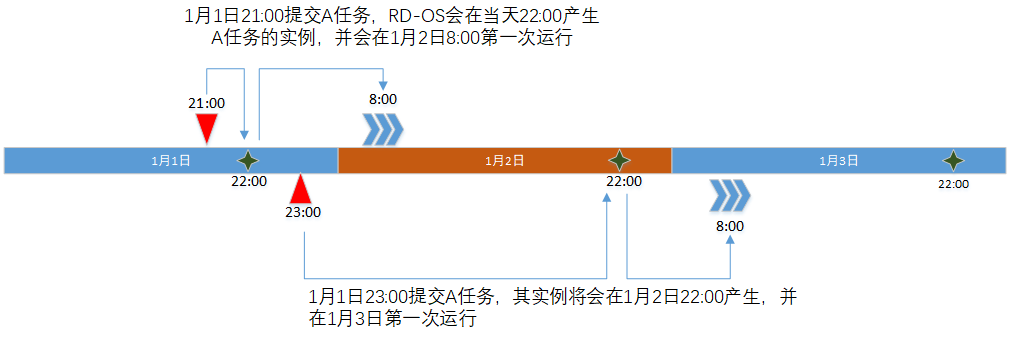 1月1日21:00提交A任务，RD-OS会在当天22:00产生
A任务的实例，并会在1月2日8:00第一次运行
21:00
8:00
1月1日
1月2日
1月3日
22:00
22:00
22:00
23:00
8:00
1月1日23:00提交A任务，其实例将会在1月2日22:00产生，并
在1月3日第一次运行